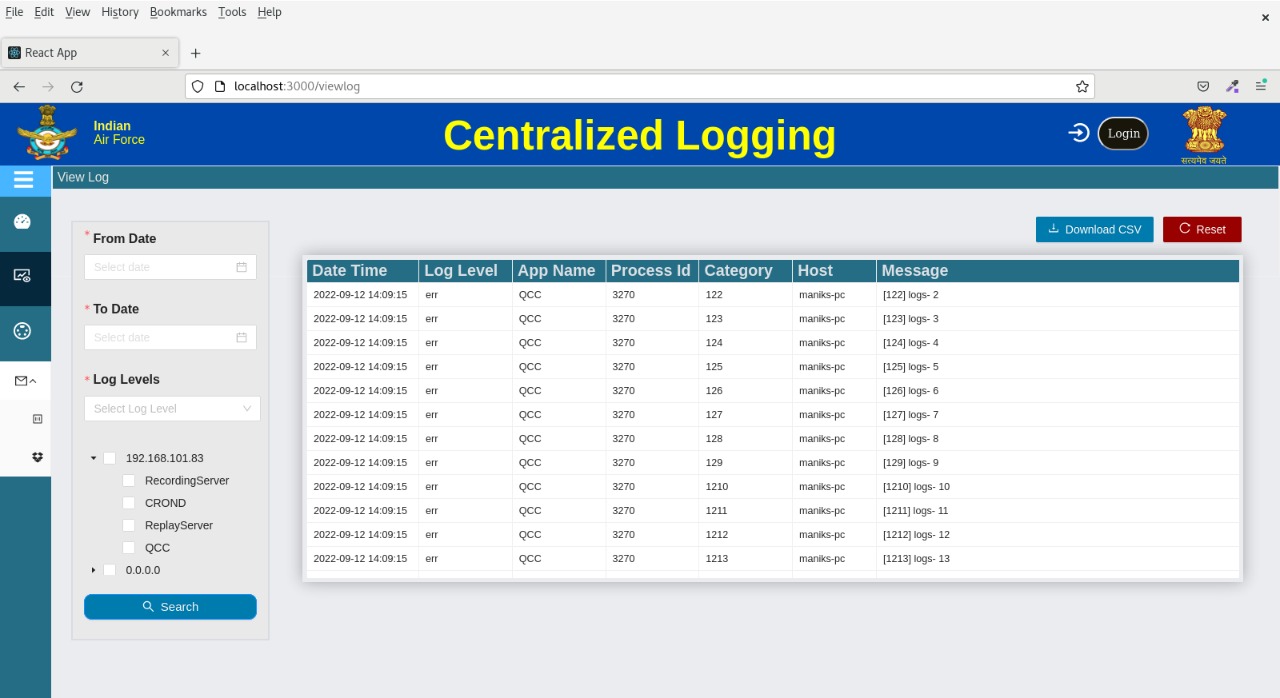 File Edit View History Bookmarks Tools Help
React App
localhost:3000/viewlog
Indian
Air Force
Centralized Logging
Login
सत्यमेव जयते
View Log
Download CSV Reset
* From Date
Select date
* To Date
Select date
* Log Levels
Select Log Level
192.168.101.83
RecordingServer
CROND
ReplayServer
QCC
0.0.0.0
Search
Date Time Log Level App Name Process Id Category Host Message
2022-09-12 14:09:15 err QCC 3270 122 maniks-pc [122] logs- 2
2022-09-12 14:09:15 err QCC 3270 123 maniks-pc [123] logs- 3
2022-09-12 14:09:15 err QCC 3270 124 maniks-pc [124] logs- 4
2022-09-12 14:09:15 err QCC 3270 125 maniks-pc [125] logs- 5
2022-09-12 14:09:15 err QCC 3270 126 maniks-pc [126] logs- 6
2022-09-12 14:09:15 err QCC 3270 127 maniks-pc [127] logs- 7
2022-09-12 14:09:15 err QCC 3270 128 maniks-pc [128] logs- 8
2022-09-12 14:09:15 err QCC 3270 129 maniks-pc [129] logs- 9
2022-09-12 14:09:15 err QCC 3270 1210 maniks-pc [1210] logs- 10
2022-09-12 14:09:15 err QCC 3270 1211 maniks-pc [1211] logs- 11
2022-09-12 14:09:15 err QCC 3270 1212 maniks-pc [1212] logs- 12
2022-09-12 14:09:15 err QCC 3270 1213 maniks-pc [1213] logs- 13